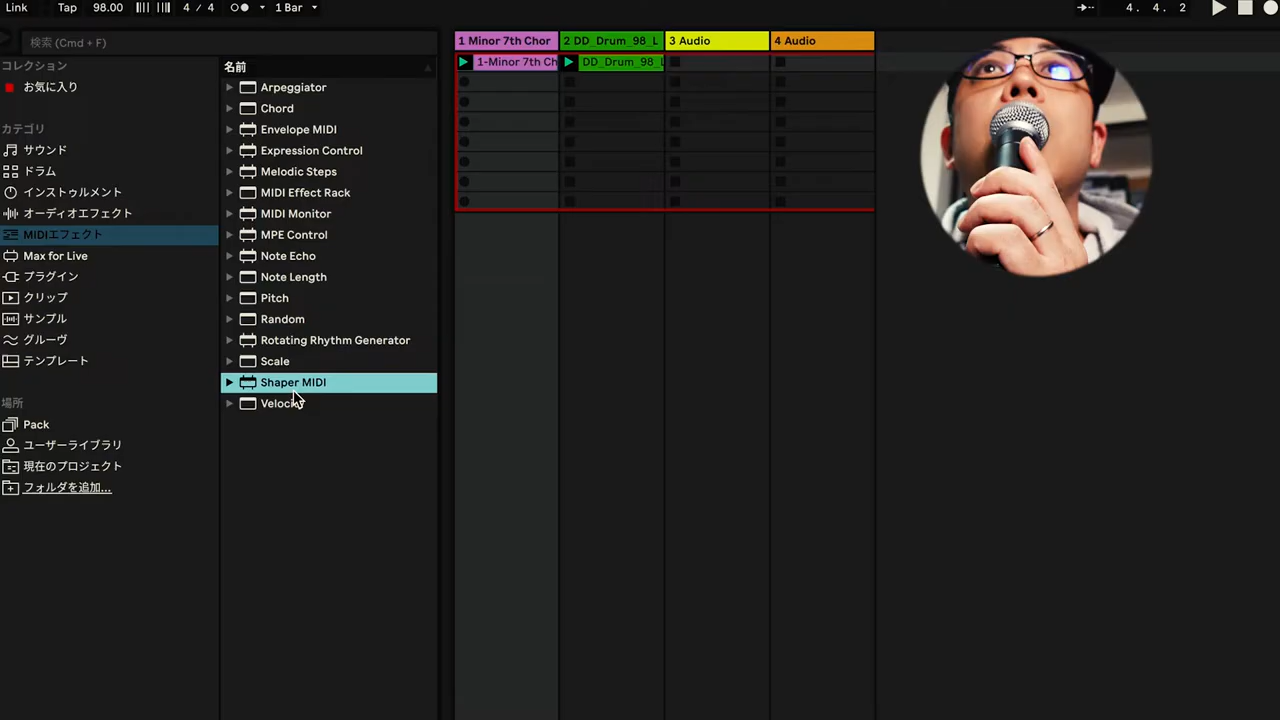 Link Tap 98.00 4 / 4 1 Bar 4. 4. 2
検索 (Cmd + F)
コレクション
お気に入り
カテゴリ
サウンド
ドラム
インストゥルメント
オーディオエフェクト
MIDIエフェクト
Max for Live
プラグイン
クリップ
サンプル
グルーヴ
テンプレート
場所
Pack
ユーザーライブラリ
現在のプロジェクト
フォルダを追加...
名前
Arpeggiator
Chord
Envelope MIDI
Expression Control
Melodic Steps
MIDI Effect Rack
MIDI Monitor
MPE Control
Note Echo
Note Length
Pitch
Random
Rotating Rhythm Generator
Scale
Shaper MIDI
Velocity
1 Minor 7th Chor 2 DD_Drum_98_L 3 Audio 4 Audio
1-Minor 7th Ch DD_Drum_98_L